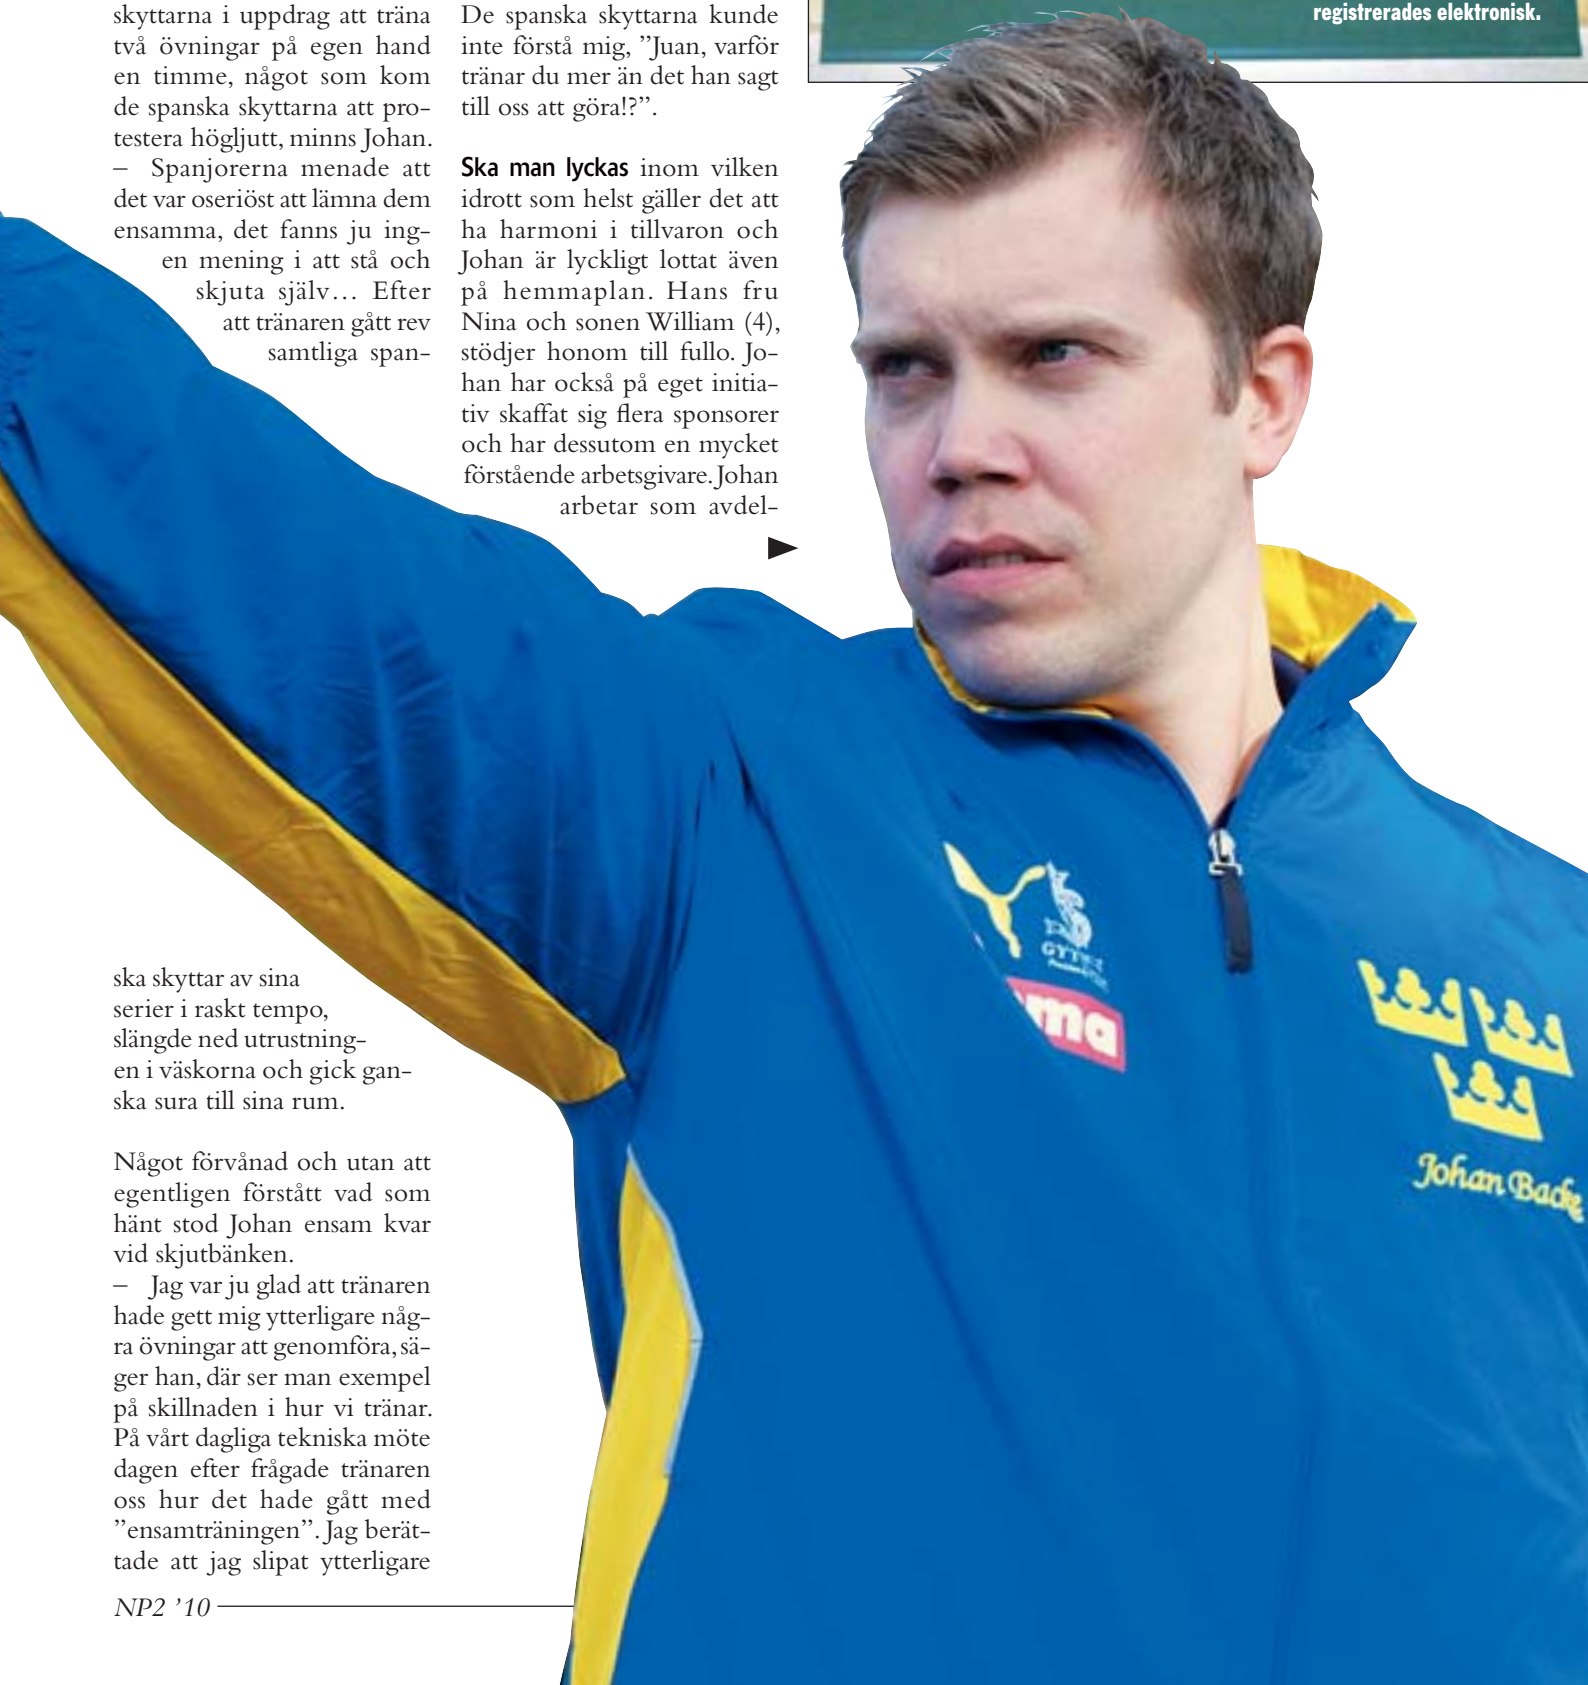 skyttarna i uppdrag att träna
två övningar på egen hand
en timme, något som kom
de spanska skyttarna att pro-
testera högljutt, minns Johan.
– Spanjorerna menade att
det var oseriöst att lämna dem
ensamma, det fanns ju ing-
en mening i att stå och
skjuta själv… Efter
att tränaren gått rev
samtliga span-
ska skyttar av sina
serier i raskt tempo,
slängde ned utrustning-
en i väskorna och gick gan-
ska sura till sina rum.
Något förvånad och utan att
egentligen förstått vad som
hänt stod Johan ensam kvar
vid skjutbänken.
– Jag var ju glad att tränaren
hade gett mig ytterligare någ-
ra övningar att genomföra, sä-
ger han, där ser man exempel
på skillnaden i hur vi tränar.
På vårt dagliga tekniska möte
dagen efter frågade tränaren
oss hur det hade gått med
”ensamträningen”. Jag berät-
tade att jag slipat ytterligare
De spanska skyttarna kunde
inte förstå mig, ”Juan, varför
tränar du mer än det han sagt
till oss att göra!?”.
Ska man lyckas inom vilken
idrott som helst gäller det att
ha harmoni i tillvaron och
Johan är lyckligt lottat även
på hemmaplan. Hans fru
Nina och sonen William (4),
stödjer honom till fullo. Jo-
han har också på eget initia-
tiv skaffat sig flera sponsorer
och har dessutom en mycket
förstående arbetsgivare. Johan
arbetar som avdel-
registrerades elektronisk.
ma
Johan Backe
NP2 ’10